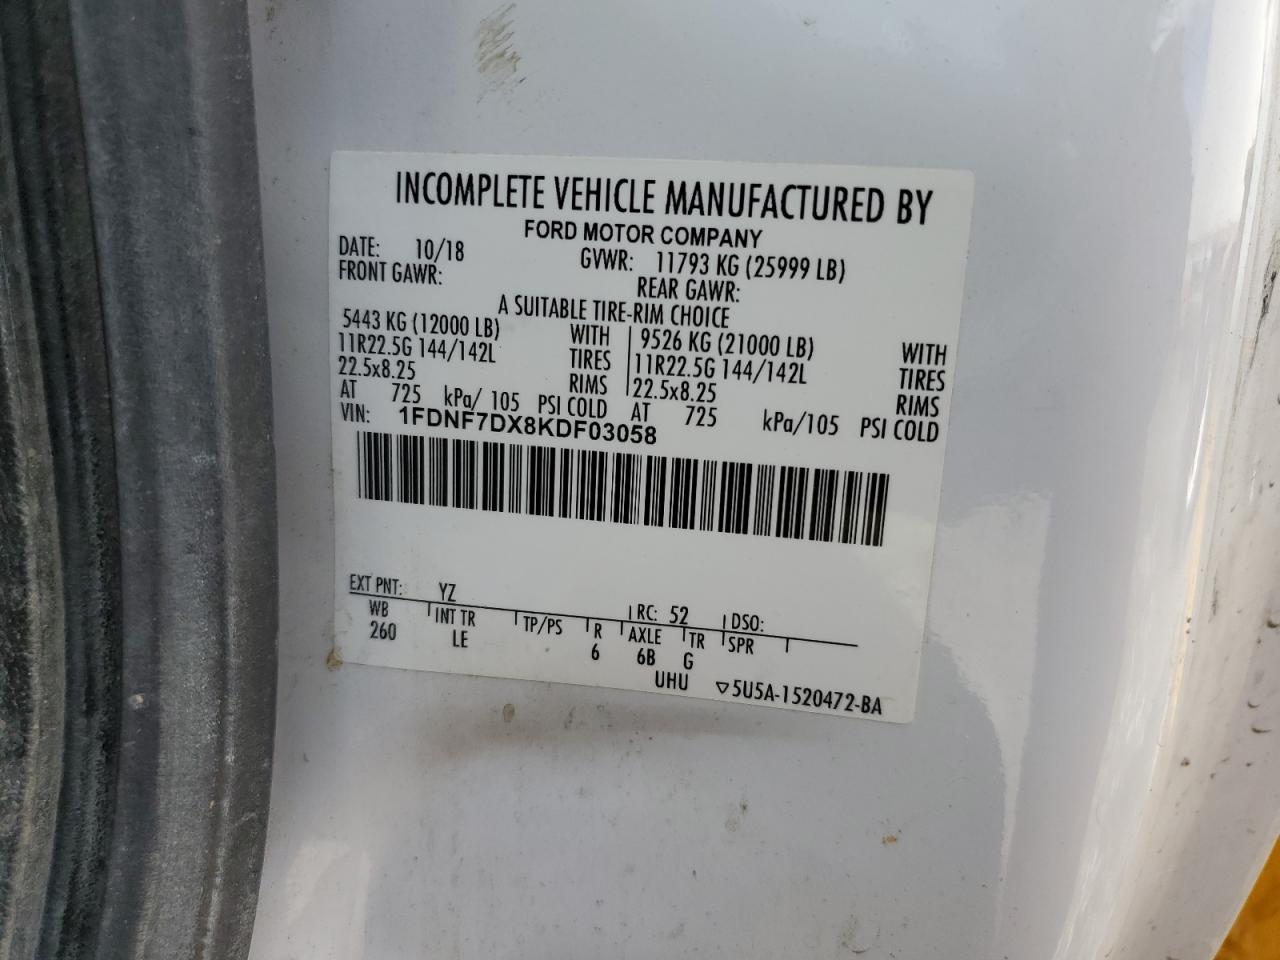 INCOMPLETE VEHICLE MANUFACTURED BY
FORD MOTOR COMPANY
DATE: 10/18 GVWR: 11793 KG (25999 LB)
FRONT GAWR: REAR GAWR:
A SUITABLE TIRE-RIM CHOICE
5443 KG (12000 LB) WITH 9526 KG (21000 LB) WITH
11R22.5G 144/142L TIRES 11R22.5G 144/142L TIRES
22.5x8.25 RIMS 22.5x8.25 RIMS
AT 725 kPa/ 105 PSI COLD AT 725 kPa/105 PSI COLD
VIN: 1FDNF7DX8KDF03058
EXT PNT: YZ RC: 52 DSO:
WB INT TR TP/PS R AXLE TR SPR
260 LE 6 6B G
UHU ▽5U5A-1520472-BA